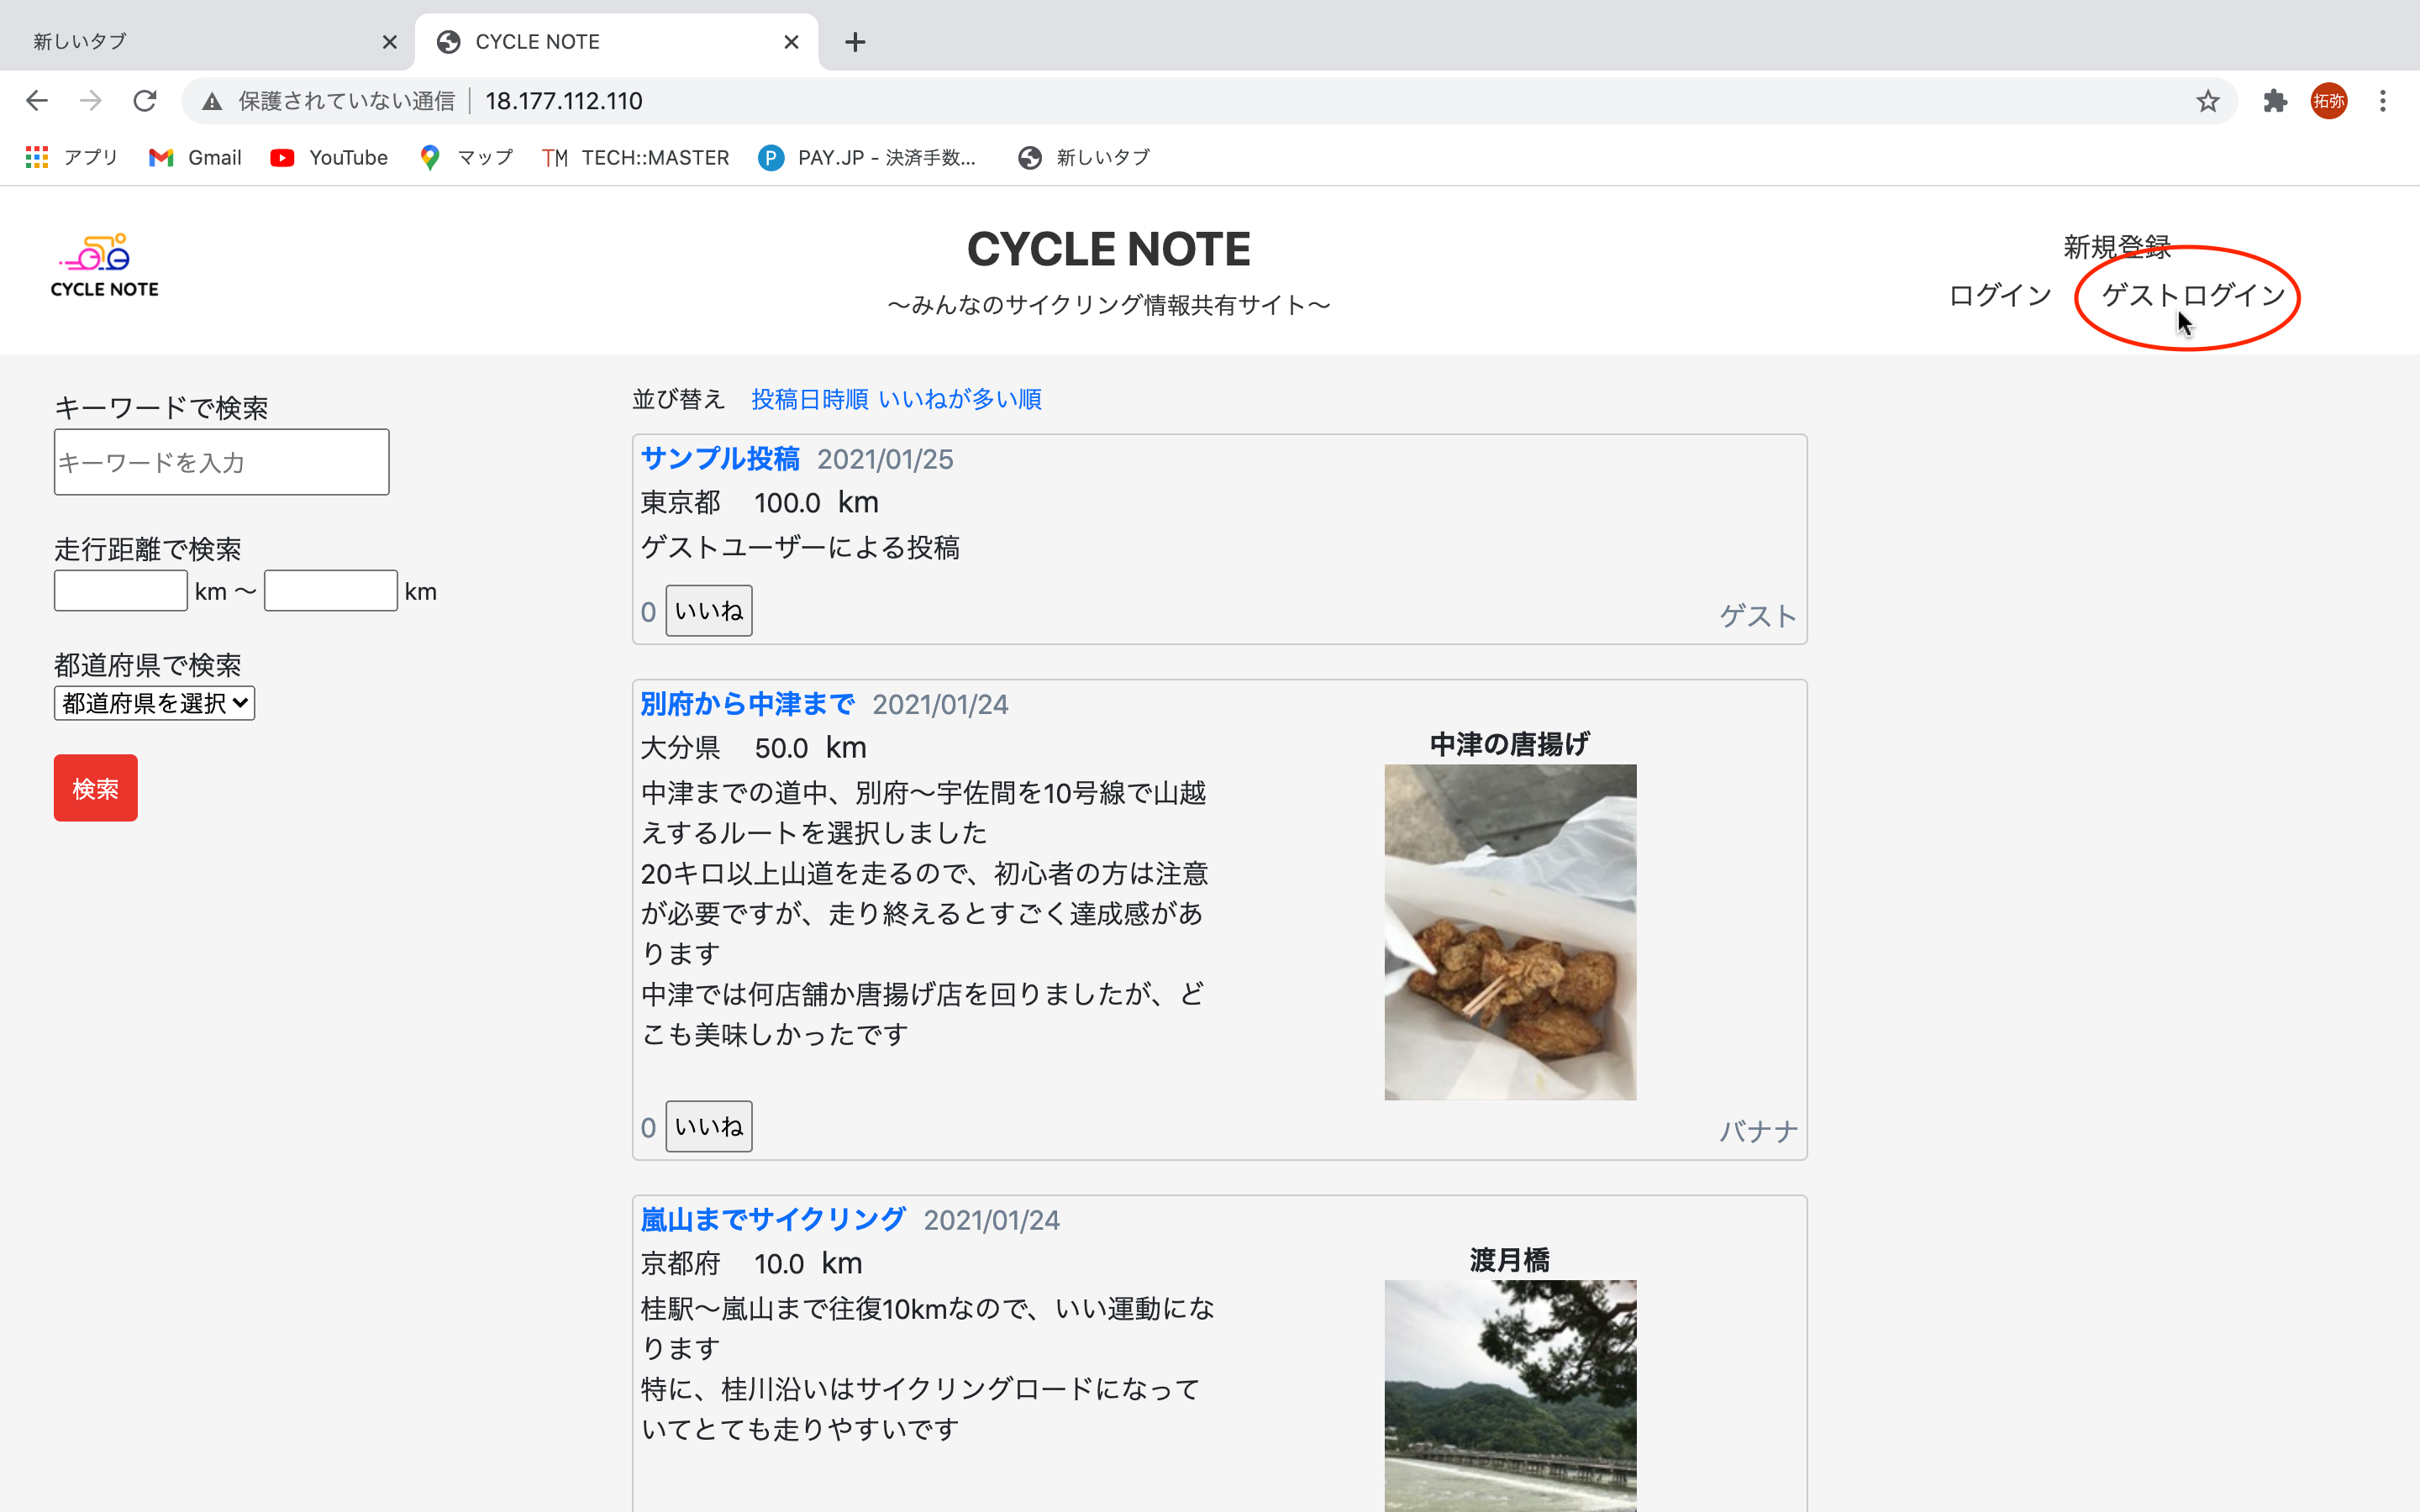 新しいタブ
CYCLE NOTE
保護されていない通信
18.177.112.110
拓弥
アプリ
Gmail
YouTube
マップ
TM TECH::MASTER
P PAY.JP - 決済手数...
新しいタブ
CYCLE NOTE
CYCLE NOTE
〜みんなのサイクリング情報共有サイト〜
新規登録
ログイン ゲストログイン
キーワードで検索
キーワードを入力
走行距離で検索
km 〜 km
都道府県で検索
都道府県を選択
検索
並び替え 投稿日時順 いいねが多い順
サンプル投稿 2021/01/25
東京都 100.0 km
ゲストユーザーによる投稿
0 いいね
ゲスト
別府から中津まで 2021/01/24
大分県 50.0 km
中津までの道中、別府〜宇佐間を10号線で山越
えするルートを選択しました
20キロ以上山道を走るので、初心者の方は注意
が必要ですが、走り終えるとすごく達成感があ
ります
中津では何店舗か唐揚げ店を回りましたが、ど
こも美味しかったです
中津の唐揚げ
0 いいね
バナナ
嵐山までサイクリング 2021/01/24
京都府 10.0 km
桂駅〜嵐山まで往復10kmなので、いい運動にな
ります
特に、桂川沿いはサイクリングロードになって
いてとても走りやすいです
渡月橋